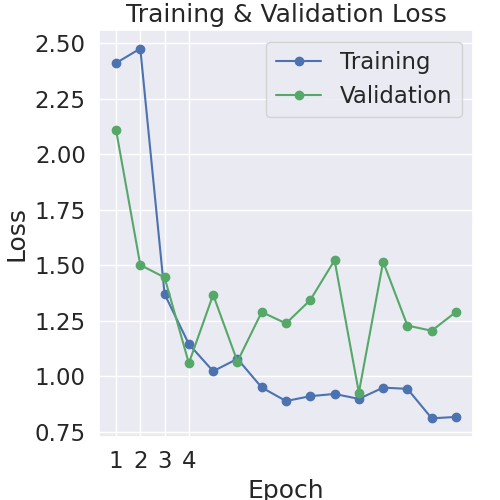 Training & Validation Loss
Training
Validation
2.50
2.25
2.00
1.75
1.50
1.25
1.00
0.75
Loss
1 2 3 4
Epoch